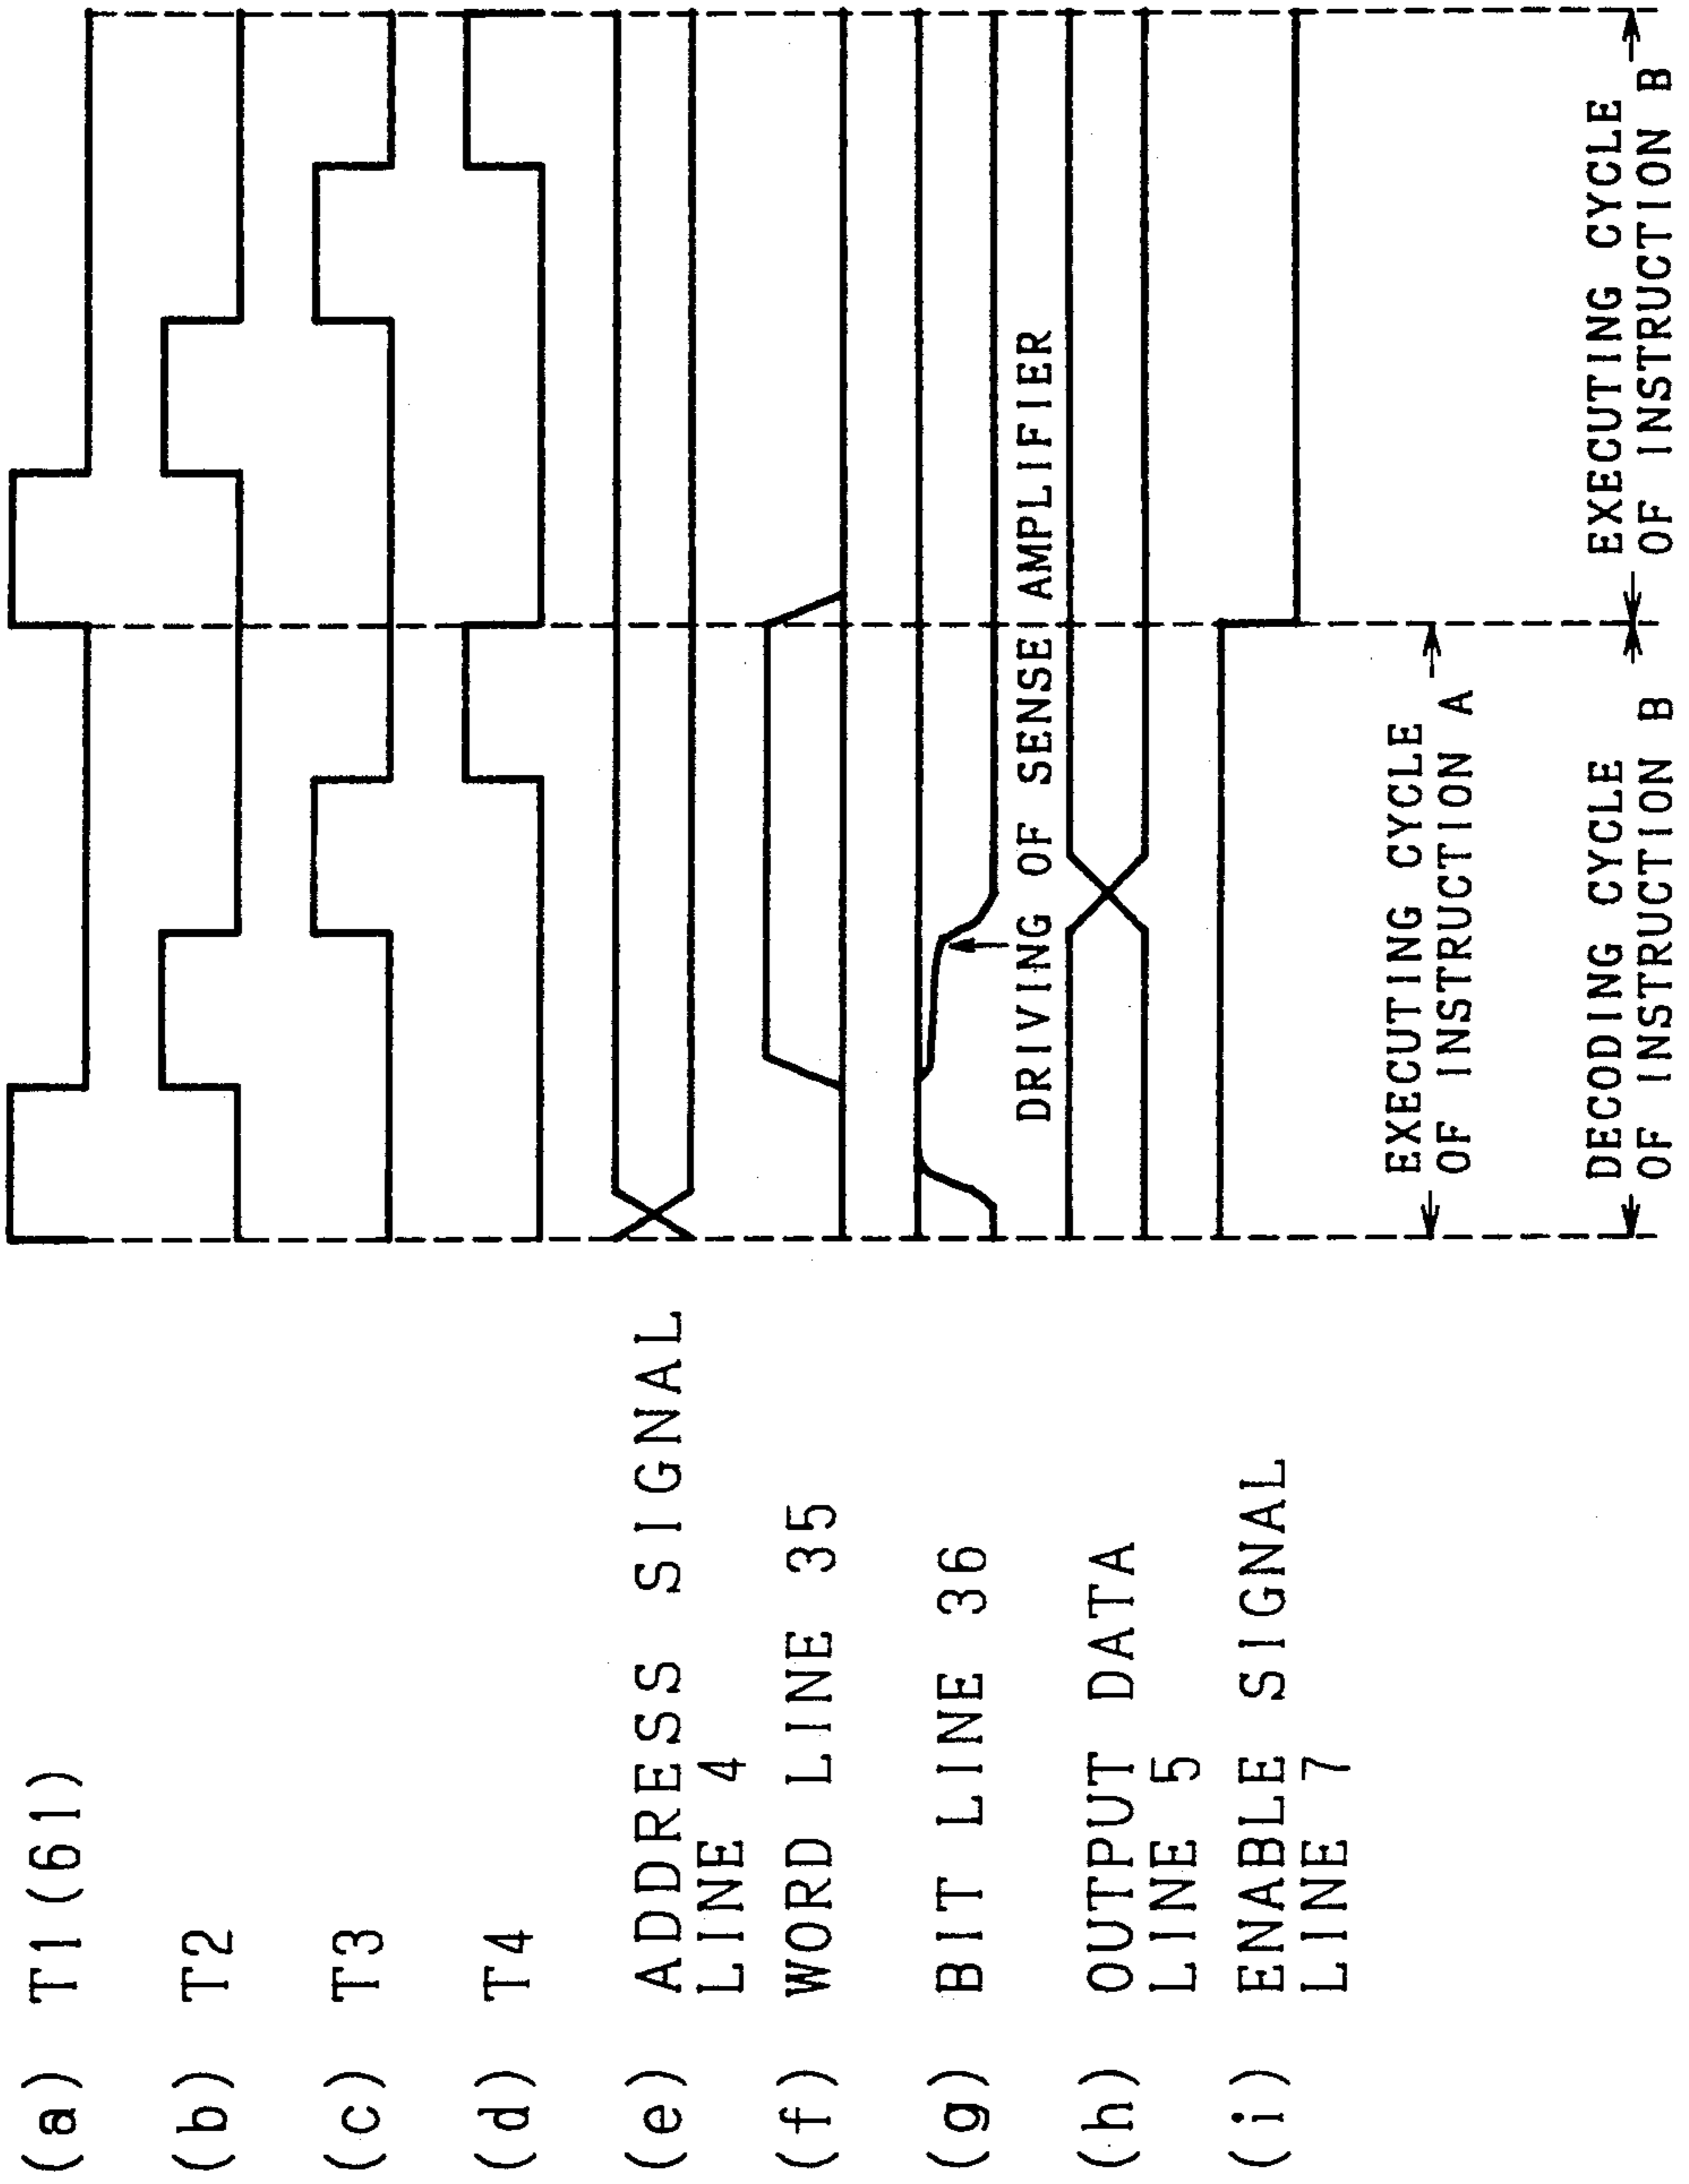 (a) T1 (61)
(b) T2
(c) T3
(d) T4
(e) ADDRESS SIGNAL
LINE 4
(f) WORD LINE 35
(g) BIT LINE 36
DRIVING OF SENSE AMPLIFIER
(h) OUTPUT DATA
LINE 5
(i) ENABLE SIGNAL
LINE 7
EXECUTING CYCLE
OF INSTRUCTION A
DECODING CYCLE
OF INSTRUCTION B
EXECUTING CYCLE
OF INSTRUCTION B